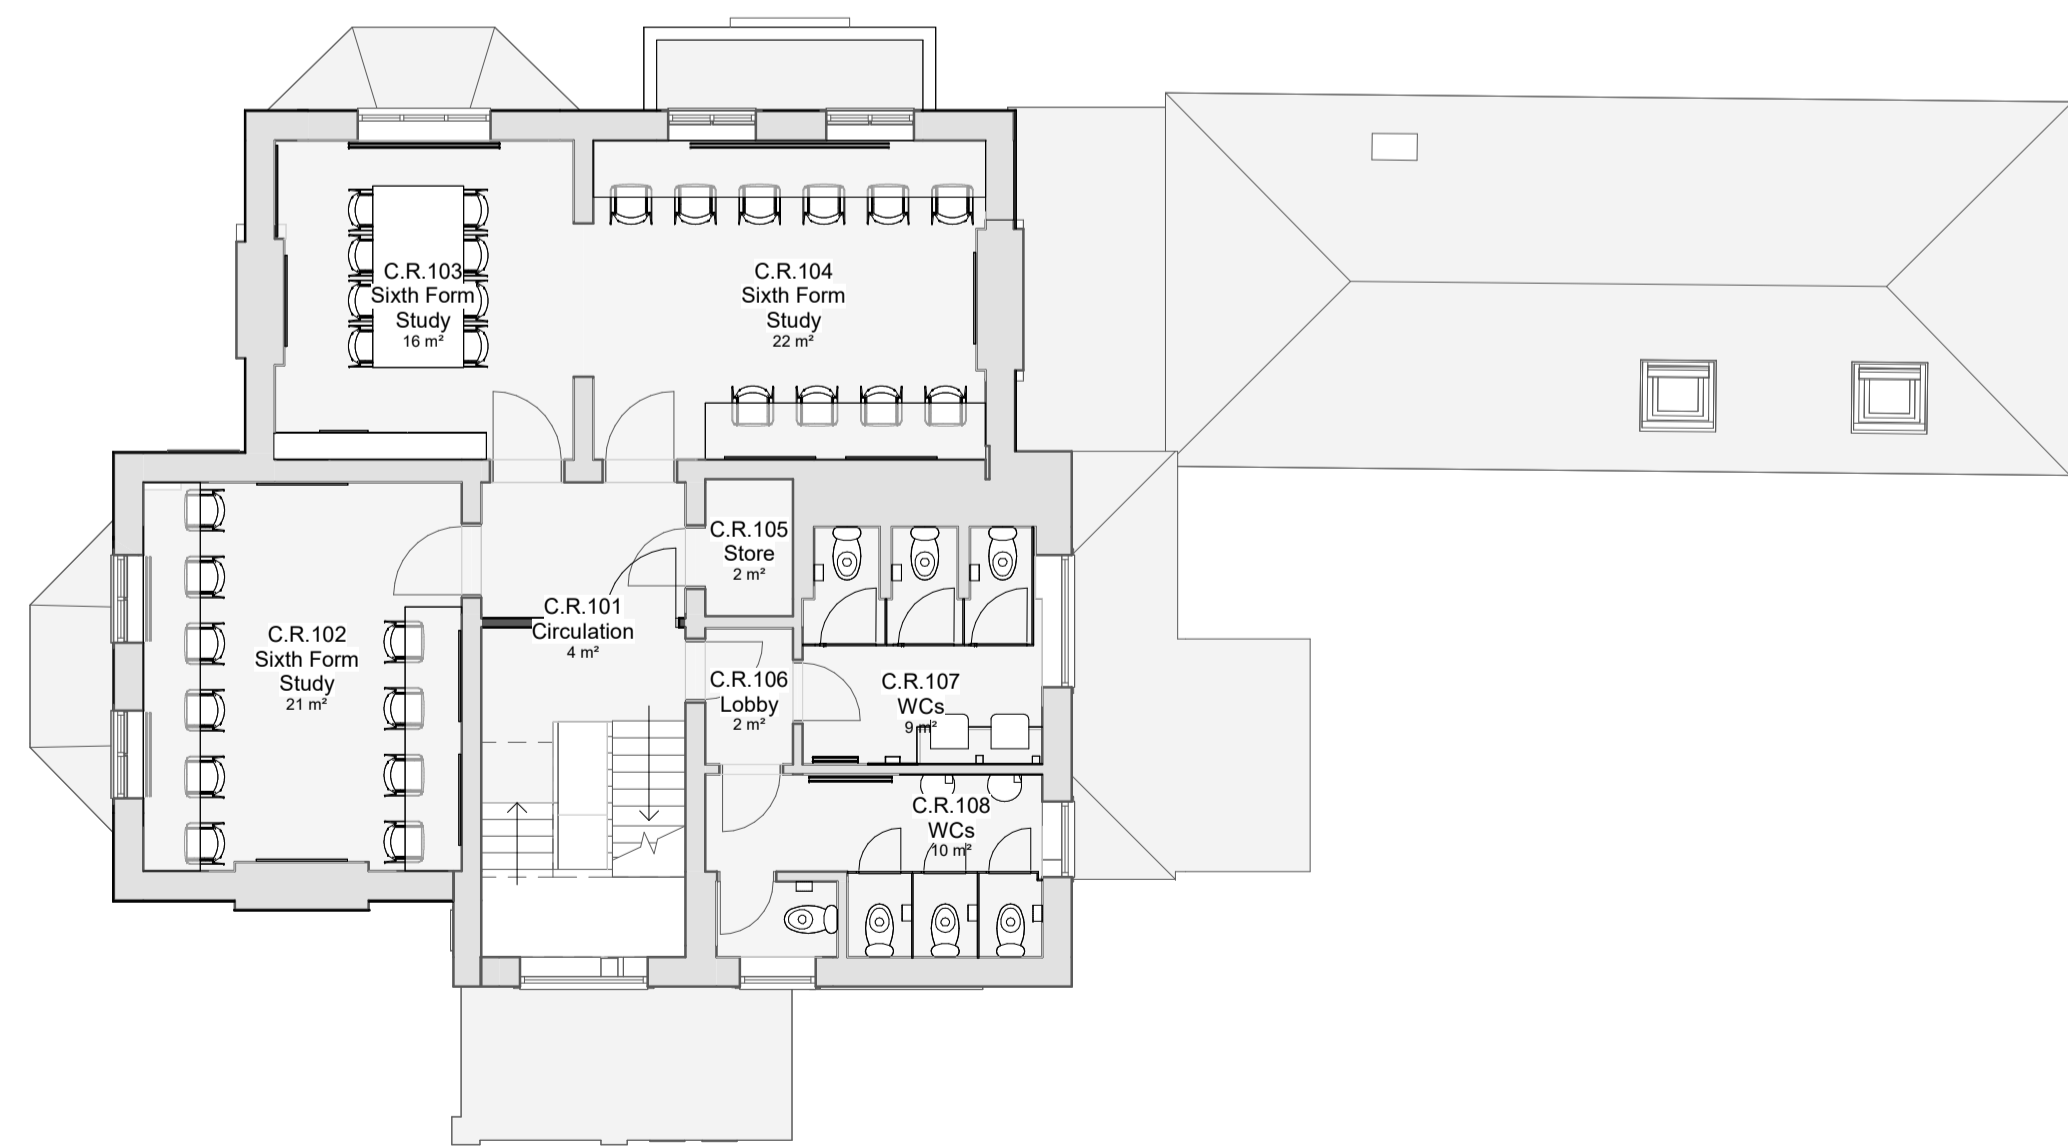 C.R.103
Sixth Form
Study
16 m²
C.R.104
Sixth Form
Study
22 m²
C.R.105
Store
2 m²
C.R.101
Circulation
4 m²
C.R.102
Sixth Form
Study
21 m²
C.R.106
Lobby
2 m²
C.R.107
WCs
9 m²
C.R.108
WCs
10 m²